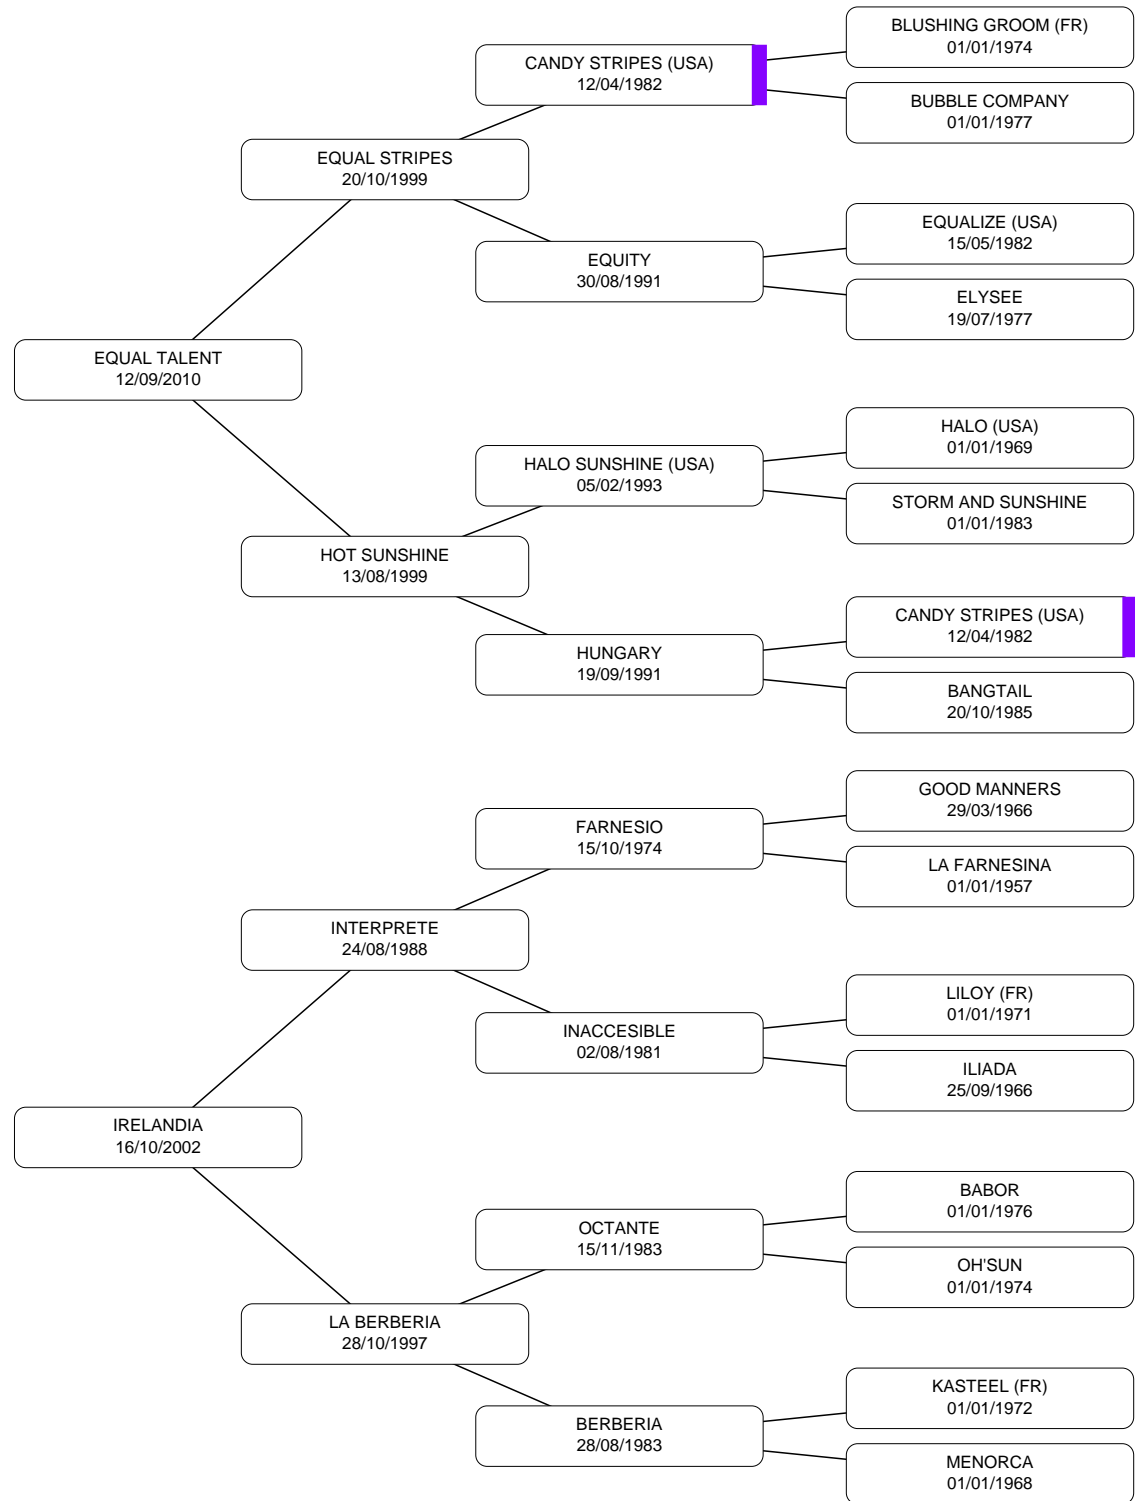 BLUSHING GROOM (FR)
01/01/1974
CANDY STRIPES (USA)
12/04/1982
BUBBLE COMPANY
01/01/1977
EQUAL STRIPES
20/10/1999
EQUALIZE (USA)
15/05/1982
EQUITY
30/08/1991
ELYSEE
19/07/1977
EQUAL TALENT
12/09/2010
HALO (USA)
01/01/1969
HALO SUNSHINE (USA)
05/02/1993
STORM AND SUNSHINE
01/01/1983
HOT SUNSHINE
13/08/1999
CANDY STRIPES (USA)
12/04/1982
HUNGARY
19/09/1991
BANGTAIL
20/10/1985
GOOD MANNERS
29/03/1966
FARNESIO
15/10/1974
LA FARNESINA
01/01/1957
INTERPRETE
24/08/1988
LILOY (FR)
01/01/1971
INACCESIBLE
02/08/1981
ILIADA
25/09/1966
IRELANDIA
16/10/2002
BABOR
01/01/1976
OCTANTE
15/11/1983
OH'SUN
01/01/1974
LA BERBERIA
28/10/1997
KASTEEL (FR)
01/01/1972
BERBERIA
28/08/1983
MENORCA
01/01/1968